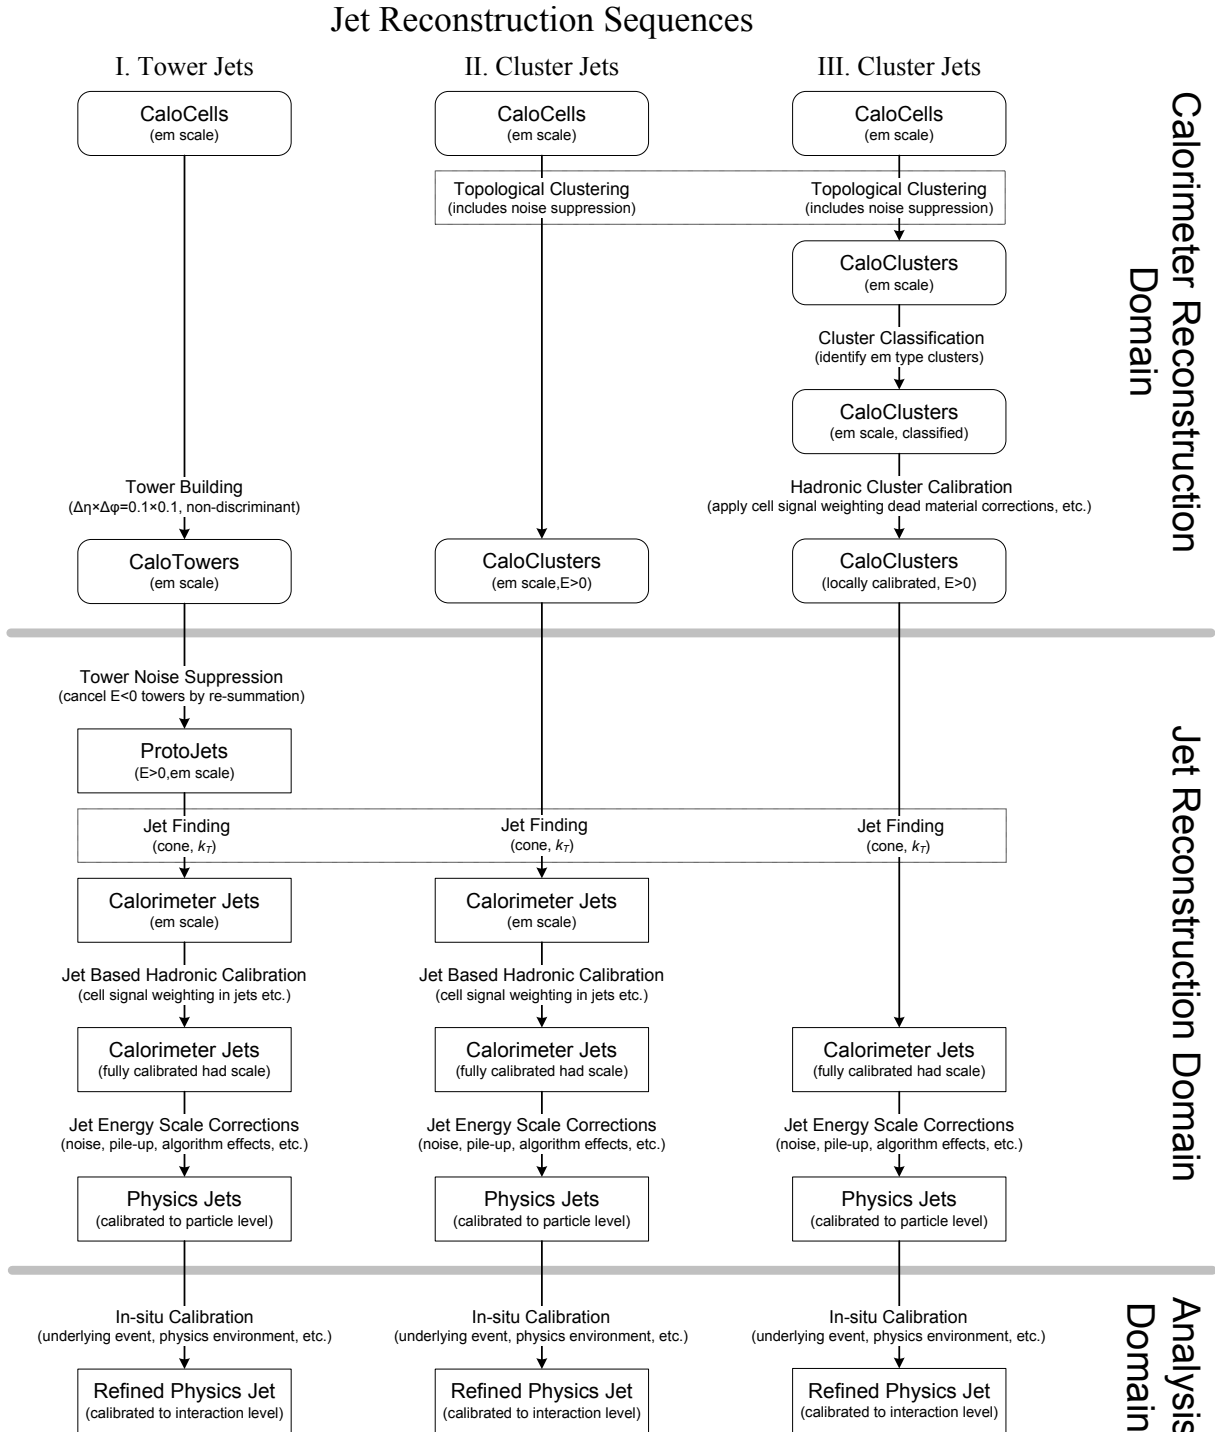 Jet Reconstruction Sequences
I. Tower Jets
CaloCells
(em scale)
Tower Building
(Δη×Δφ=0.1×0.1, non-discriminant)
CaloTowers
(em scale)
Tower Noise Suppression
(cancel E<0 towers by re-summation)
ProtoJets
(E>0,em scale)
Jet Finding
(cone, kT)
Calorimeter Jets
(em scale)
Jet Based Hadronic Calibration
(cell signal weighting in jets etc.)
Calorimeter Jets
(fully calibrated had scale)
Jet Energy Scale Corrections
(noise, pile-up, algorithm effects, etc.)
Physics Jets
(calibrated to particle level)
In-situ Calibration
(underlying event, physics environment, etc.)
Refined Physics Jet
(calibrated to interaction level)
II. Cluster Jets
CaloCells
(em scale)
Topological Clustering
(includes noise suppression)
CaloClusters
(em scale,E>0)
Jet Finding
(cone, kT)
Calorimeter Jets
(em scale)
Jet Based Hadronic Calibration
(cell signal weighting in jets etc.)
Calorimeter Jets
(fully calibrated had scale)
Jet Energy Scale Corrections
(noise, pile-up, algorithm effects, etc.)
Physics Jets
(calibrated to particle level)
In-situ Calibration
(underlying event, physics environment, etc.)
Refined Physics Jet
(calibrated to interaction level)
III. Cluster Jets
CaloCells
(em scale)
Topological Clustering
(includes noise suppression)
CaloClusters
(em scale)
Cluster Classification
(identify em type clusters)
CaloClusters
(em scale, classified)
Hadronic Cluster Calibration
(apply cell signal weighting dead material corrections, etc.)
CaloClusters
(locally calibrated, E>0)
Jet Finding
(cone, kT)
Calorimeter Jets
(fully calibrated had scale)
Jet Energy Scale Corrections
(noise, pile-up, algorithm effects, etc.)
Physics Jets
(calibrated to particle level)
In-situ Calibration
(underlying event, physics environment, etc.)
Refined Physics Jet
(calibrated to interaction level)
Calorimeter Reconstruction
Domain
Jet Reconstruction Domain
Analysis
Domain